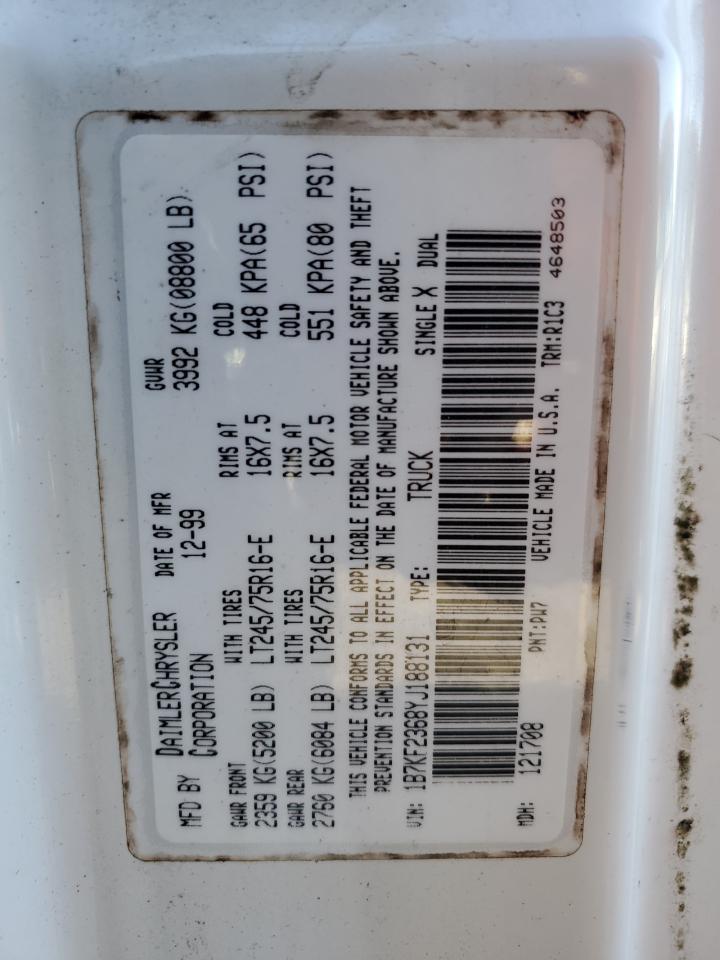 MFD BY DAIMLERCHRYSLER CORPORATION DATE OF MFR 12-99 GVWR 3992 KG(08800 LB)
GAWR FRONT WITH TIRES RIMS AT COLD
2359 KG(5200 LB) LT245/75R16-E 16X7.5 448 KPA(65 PSI)
GAWR REAR WITH TIRES RIMS AT COLD
2760 KG(6084 LB) LT245/75R16-E 16X7.5 551 KPA(80 PSI)
THIS VEHICLE CONFORMS TO ALL APPLICABLE FEDERAL MOTOR VEHICLE SAFETY AND THEFT
PREVENTION STANDARDS IN EFFECT ON THE DATE OF MANUFACTURE SHOWN ABOVE.
VIN: 1B7KF2368YJ188131 TYPE: TRUCK SINGLE X DUAL
MDH: 121708 PNT:PW7 VEHICLE MADE IN U.S.A. TRM:R1C3 4648503